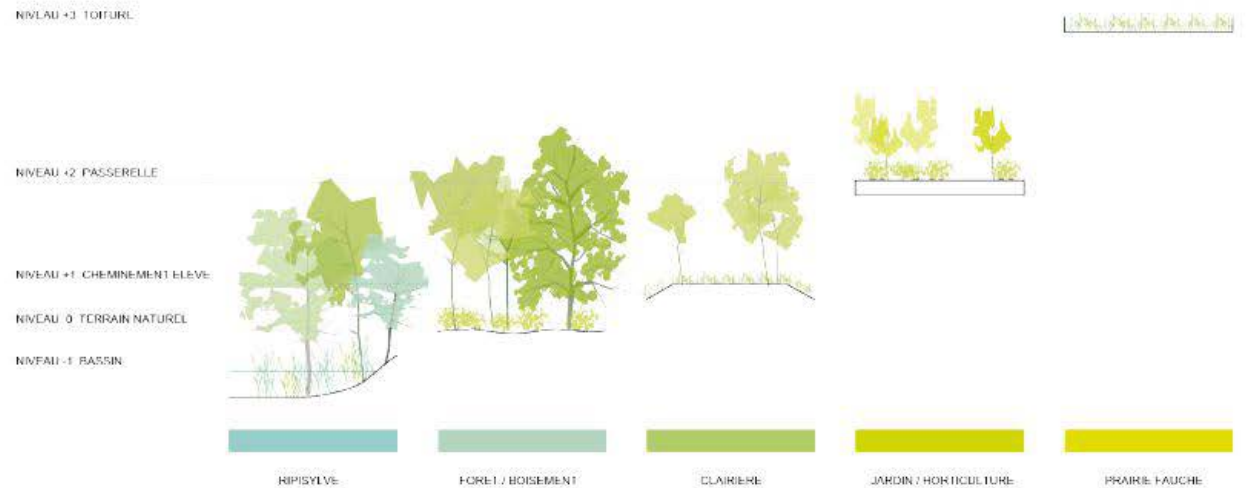 NIVEAU +3 TOITURE
NIVEAU +2 PASSERELLE
NIVEAU +1 CHEMINEMENT ELEVE
NIVEAU 0 TERRAIN NATUREL
NIVEAU -1 BASSIN
RIPISYLVE
FORET / BOISEMENT
CLAIRIERE
JARDIN / HORTICULTURE
PRAIRIE FAUCHE